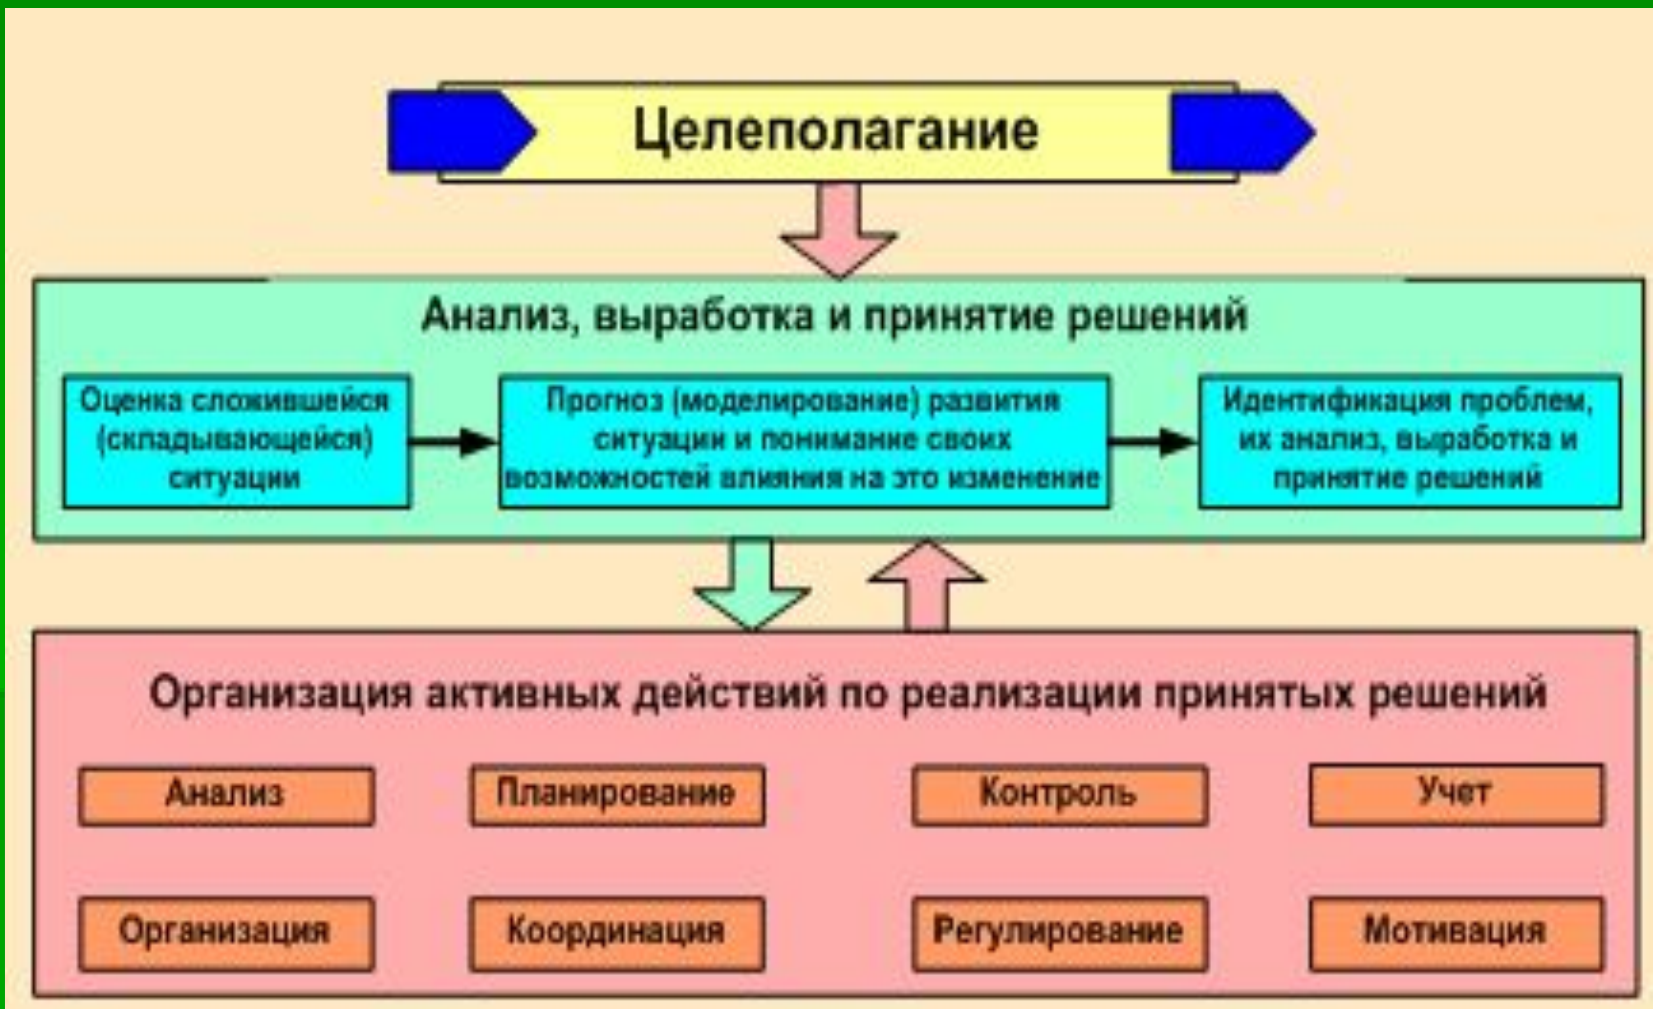 Целеполагание
Анализ, выработка и принятие решений
Оценка сложившейся
(складывающейся)
ситуации
Прогноз (моделирование) развития
ситуации и понимание своих
возможностей влияния на это изменение
Идентификация проблем,
их анализ, выработка и
принятие решений
Организация активных действий по реализации принятых решений
Анализ
Планирование
Контроль
Учет
Организация
Координация
Регулирование
Мотивация